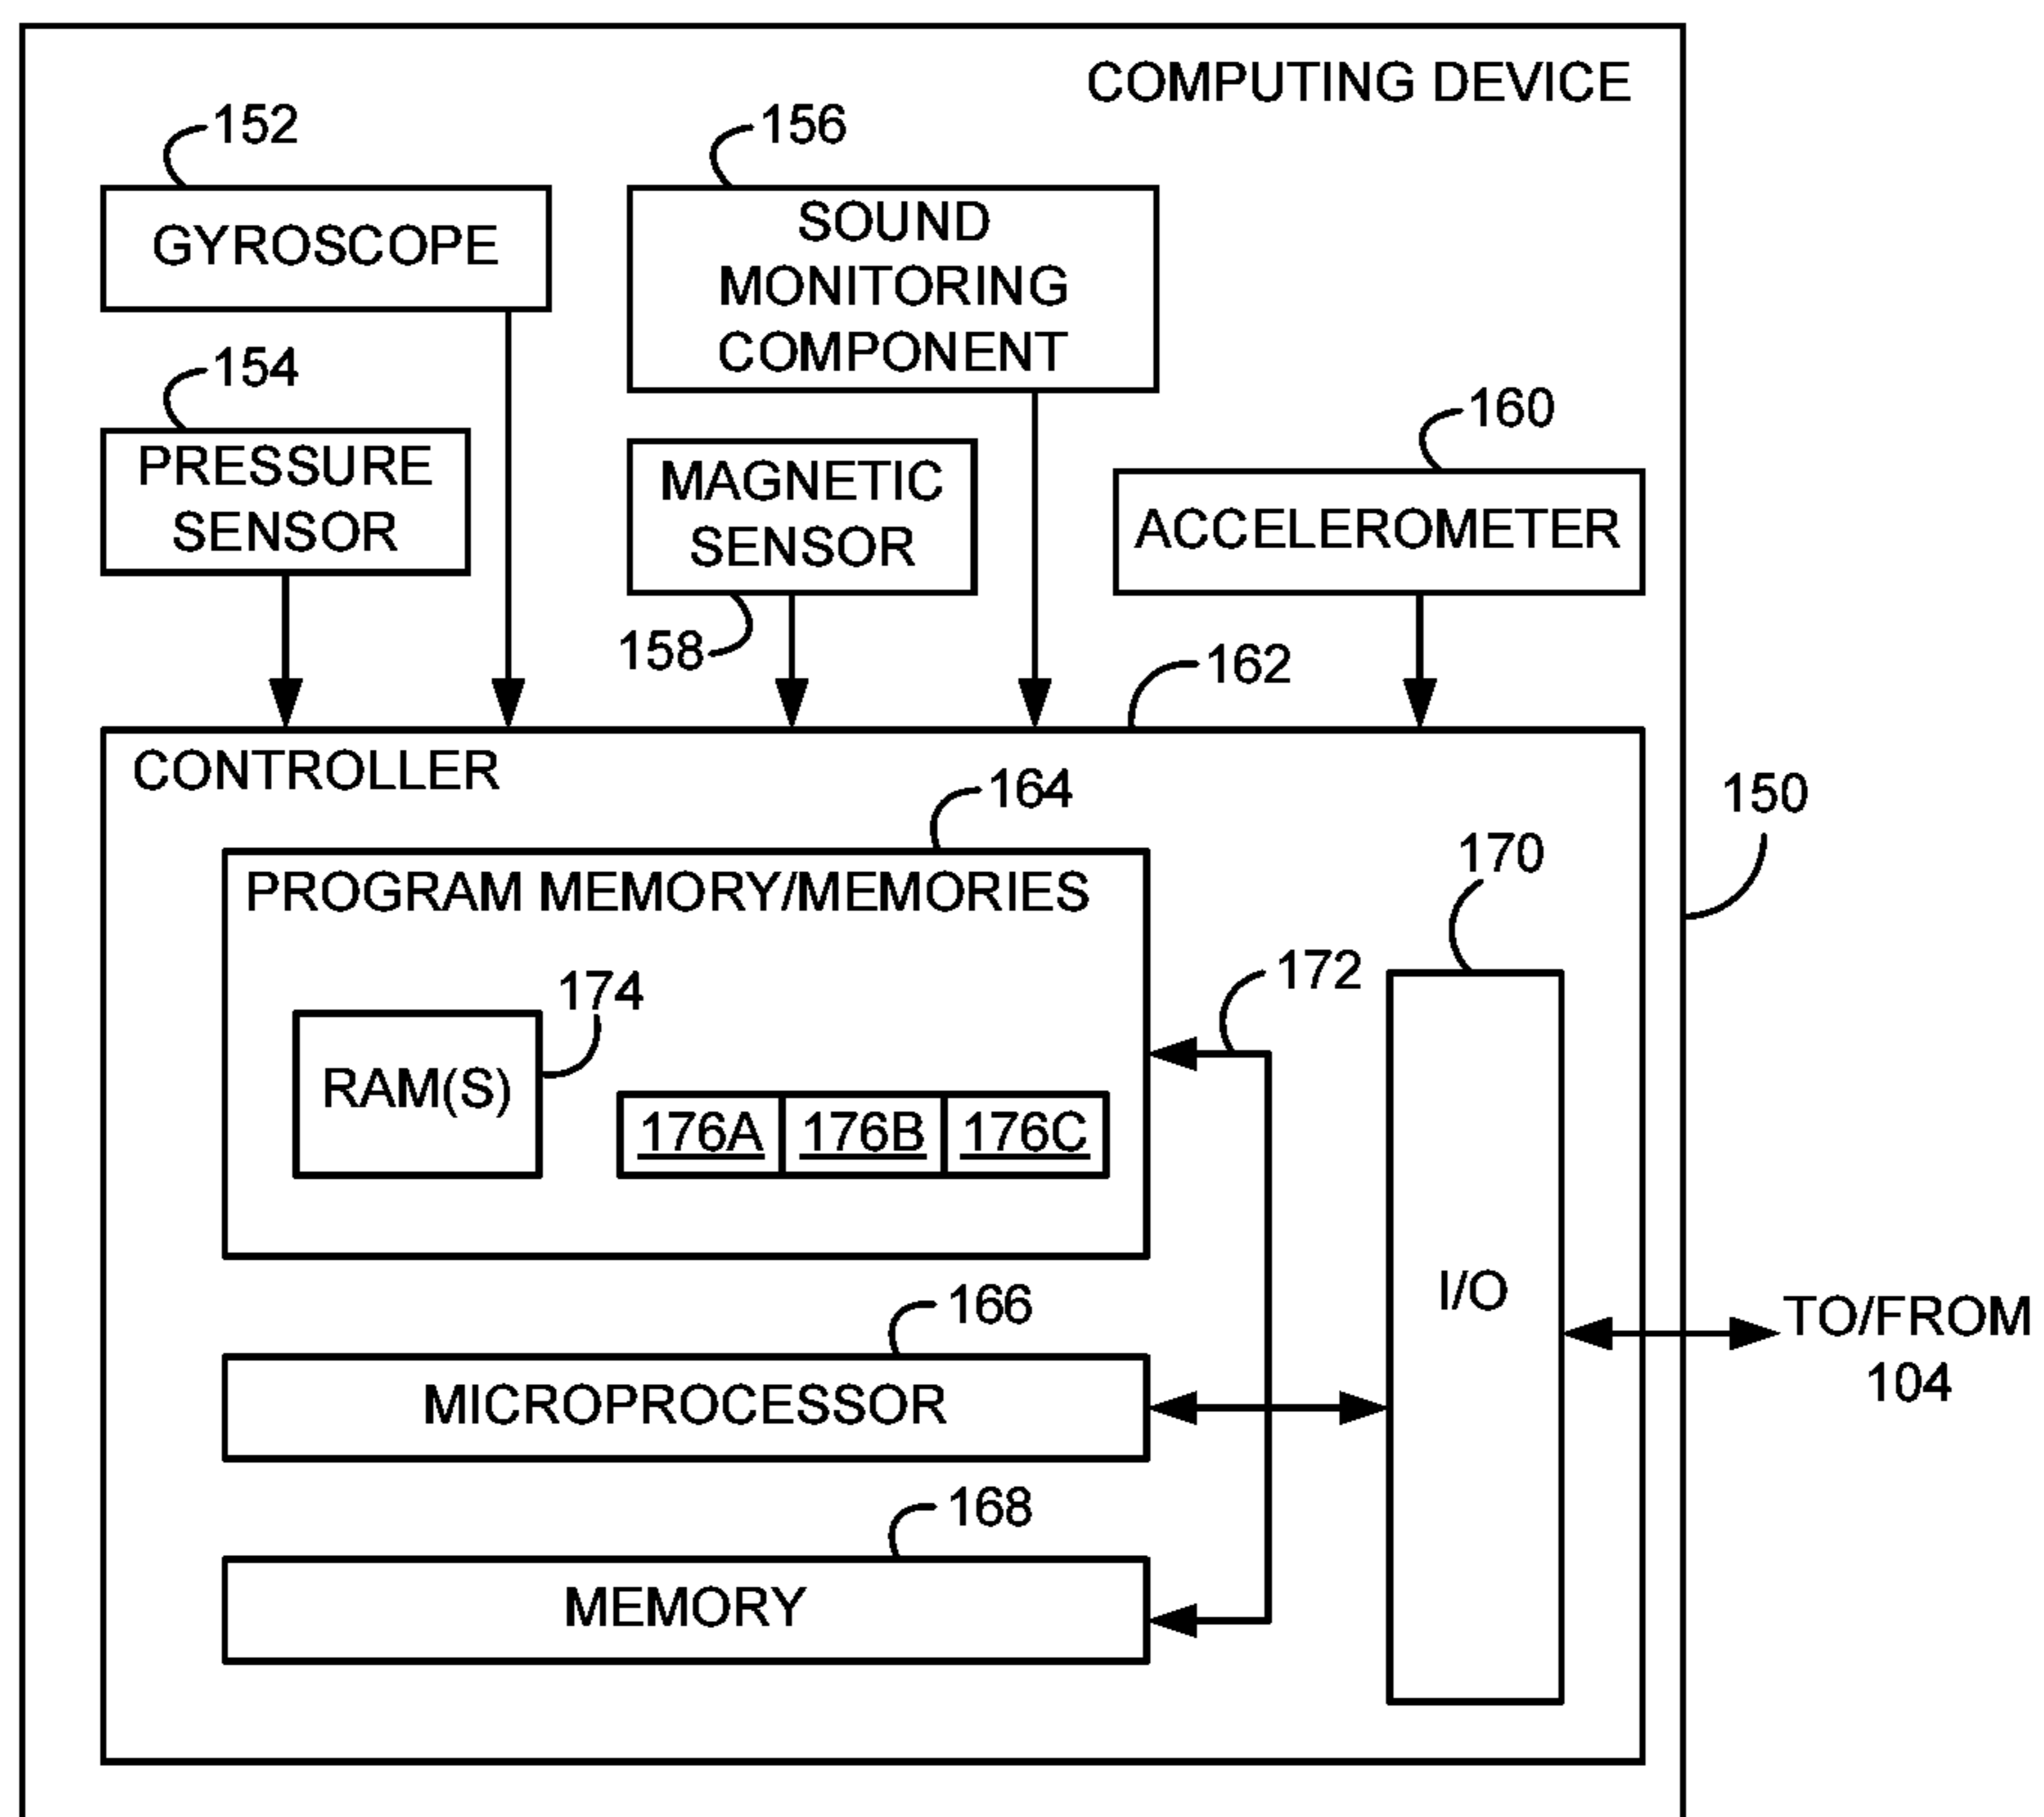 COMPUTING DEVICE
152
156
GYROSCOPE
SOUND
MONITORING
COMPONENT
154
160
PRESSURE
SENSOR
MAGNETIC
SENSOR
ACCELEROMETER
158
162
CONTROLLER
164
150
170
PROGRAM MEMORY/MEMORIES
172
174
RAM(S)
176A 176B 176C
166
I/O
TO/FROM
104
MICROPROCESSOR
168
MEMORY